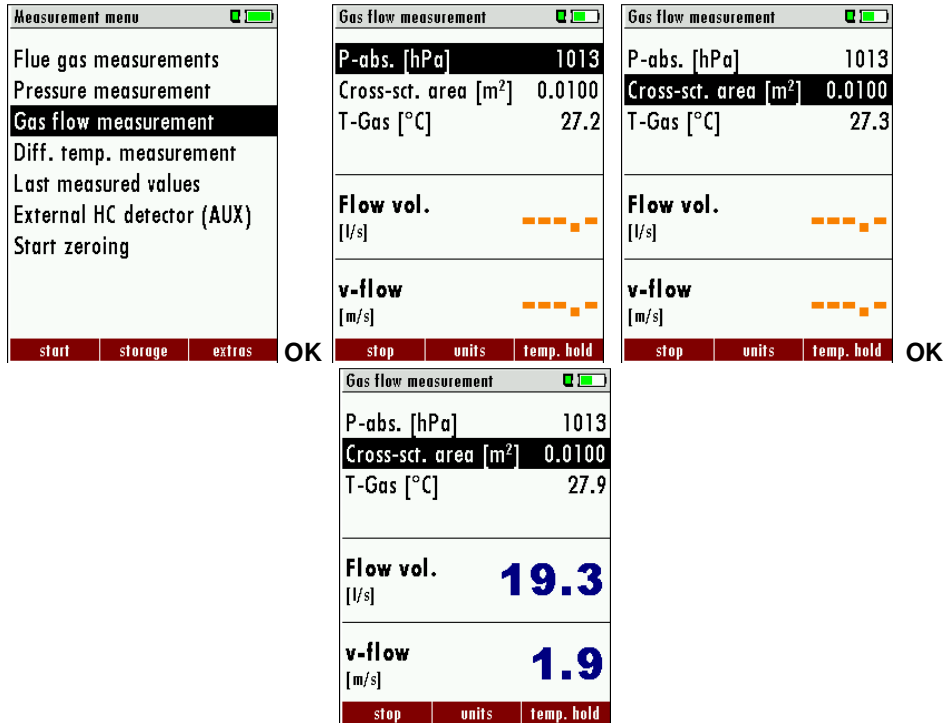 Measurement menu
Flue gas measurements
Pressure measurement
Gas flow measurement
Diff. temp. measurement
Last measured values
External HC detector (AUX)
Start zeroing
start storage extras
OK
Gas flow measurement
P-abs. [hPa] 1013
Cross-sct. area [m²] 0.0100
T-Gas [°C] 27.2
Flow vol.
[l/s] ---.-
v-flow
[m/s] ---.-
stop units temp. hold
Gas flow measurement
P-abs. [hPa] 1013
Cross-sct. area [m²] 0.0100
T-Gas [°C] 27.3
Flow vol.
[l/s] ---.-
v-flow
[m/s] ---.-
stop units temp. hold
OK
Gas flow measurement
P-abs. [hPa] 1013
Cross-sct. area [m²] 0.0100
T-Gas [°C] 27.9
Flow vol.
[l/s] 19.3
v-flow
[m/s] 1.9
stop units temp. hold